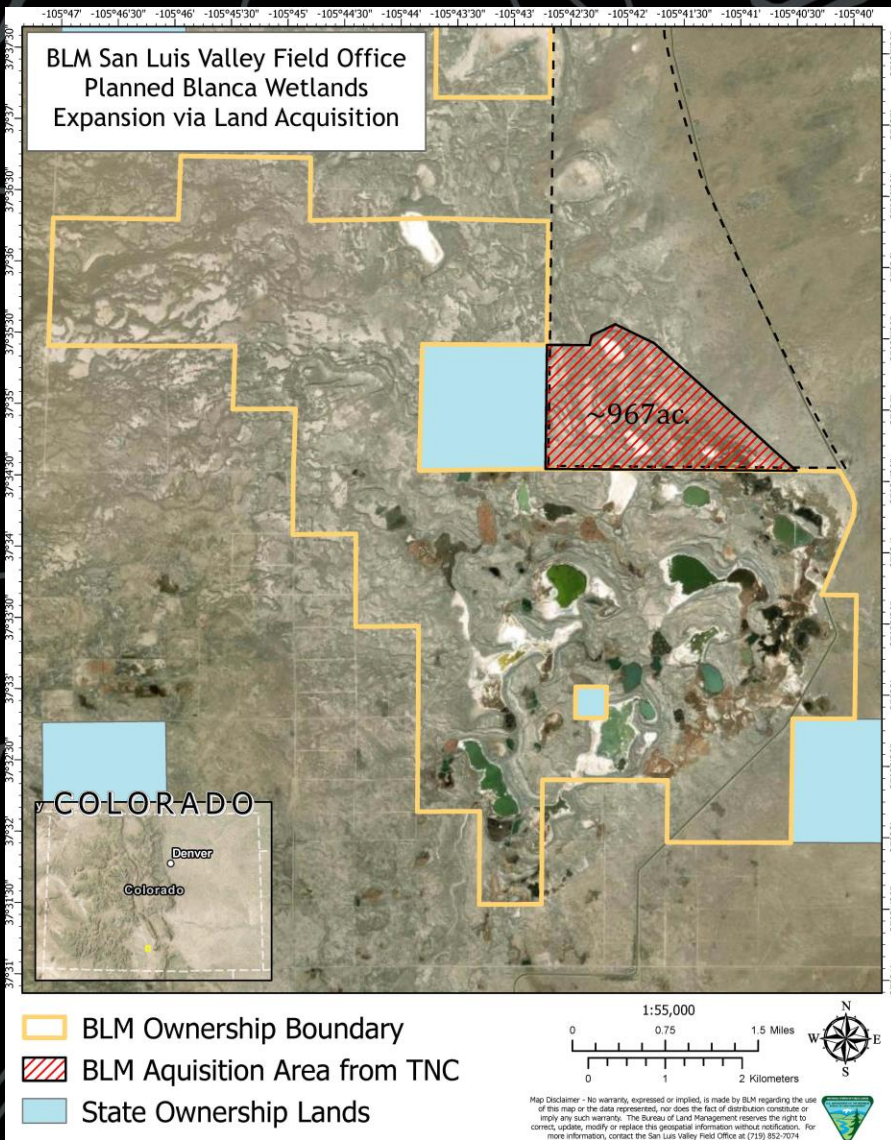 -105°47' -105°46'30" -105°46' -105°45'30" -105°45' -105°44'30" -105°44' -105°43'30" -105°43' -105°42'30" -105°42' -105°41'30" -105°41' -105°40'30" -105°40'
BLM San Luis Valley Field Office
Planned Blanca Wetlands
Expansion via Land Acquisition
37°37'30"
37°37'
37°36'30"
37°36'
37°35'30"
37°35'
37°34'30"
37°34'
37°33'30"
37°33'
37°32'30"
37°32'
37°31'30"
37°31'
~967ac.
COLORADO
Denver
Colorado
BLM Ownership Boundary
BLM Aquisition Area from TNC
State Ownership Lands
1:55,000
0 0.75 1.5 Miles
0 1 2 Kilometers
N
W E
S
Map Disclaimer - No warranty, expressed or implied, is made by BLM regarding the use
of this map or the data represented, nor does the fact of distribution constitute or
imply any such warranty. The Bureau of Land Management reserves the right to
correct, update, modify or replace this geospatial information without notification. For
more information, contact the San Luis Valley Field Office at (719) 852-7074